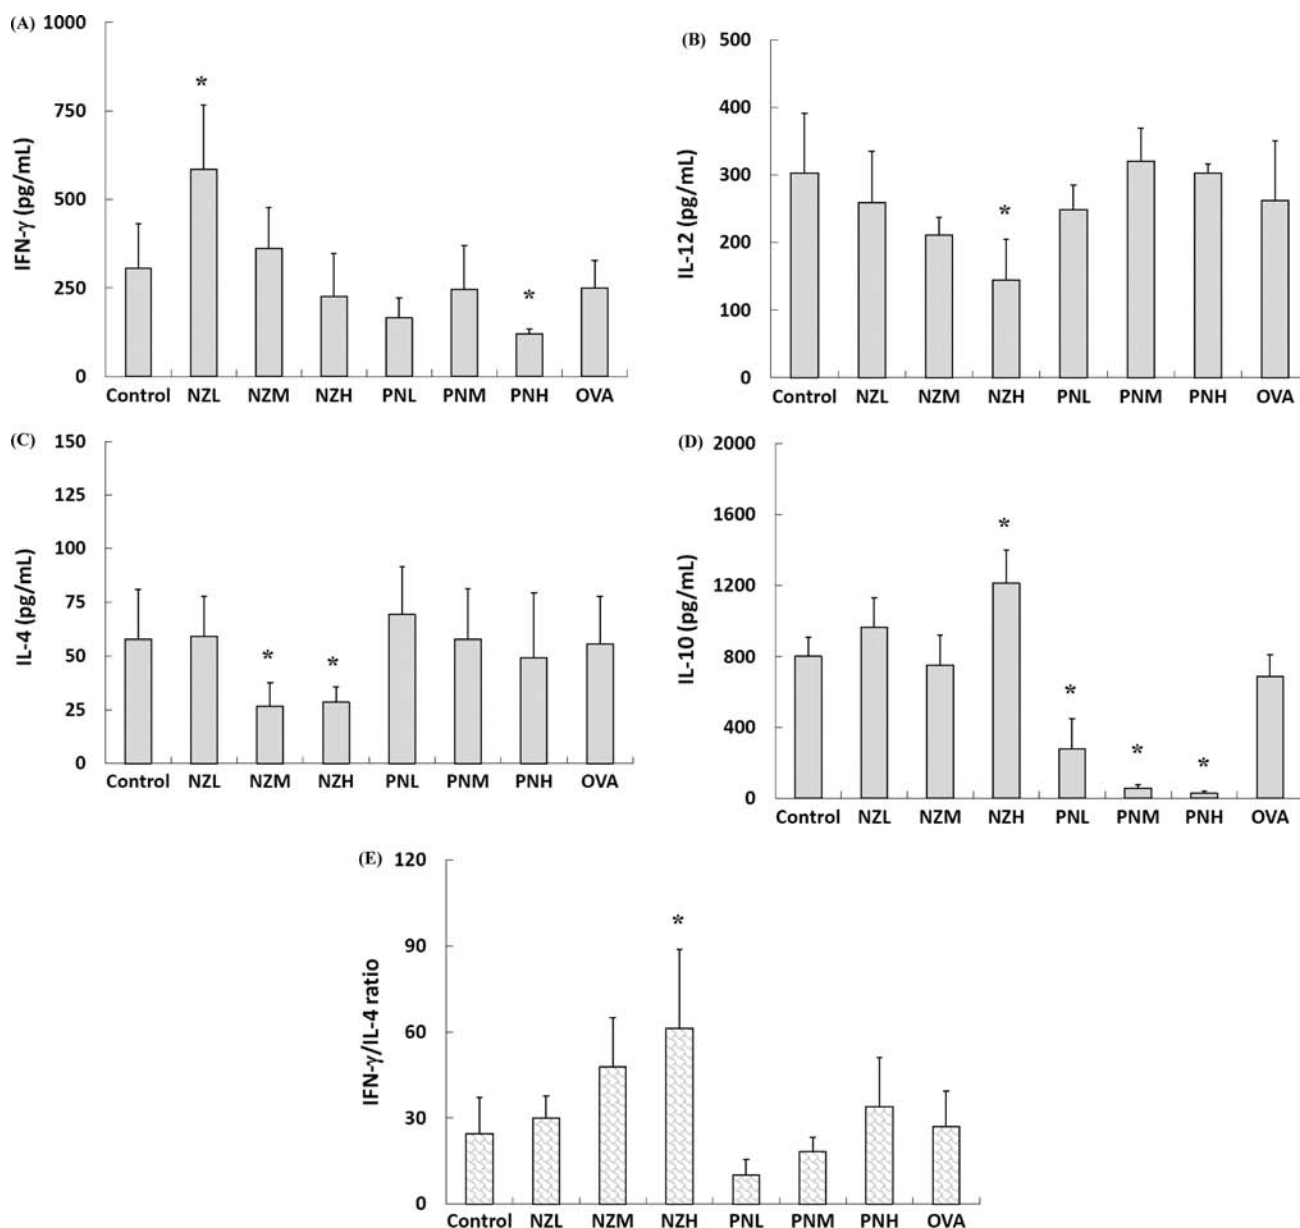 (A)
1000
750
500
250
0
IFN-γ (pg/mL)
*
*
Control NZL NZM NZH PNL PNM PNH OVA
(B)
500
400
300
200
100
0
IL-12 (pg/mL)
*
Control NZL NZM NZH PNL PNM PNH OVA
(C)
150
125
100
75
50
25
0
IL-4 (pg/mL)
*
*
Control NZL NZM NZH PNL PNM PNH OVA
(D)
2000
1600
1200
800
400
0
IL-10 (pg/mL)
*
*
*
*
Control NZL NZM NZH PNL PNM PNH OVA
(E)
120
90
60
30
0
IFN-γ/IL-4 ratio
*
Control NZL NZM NZH PNL PNM PNH OVA